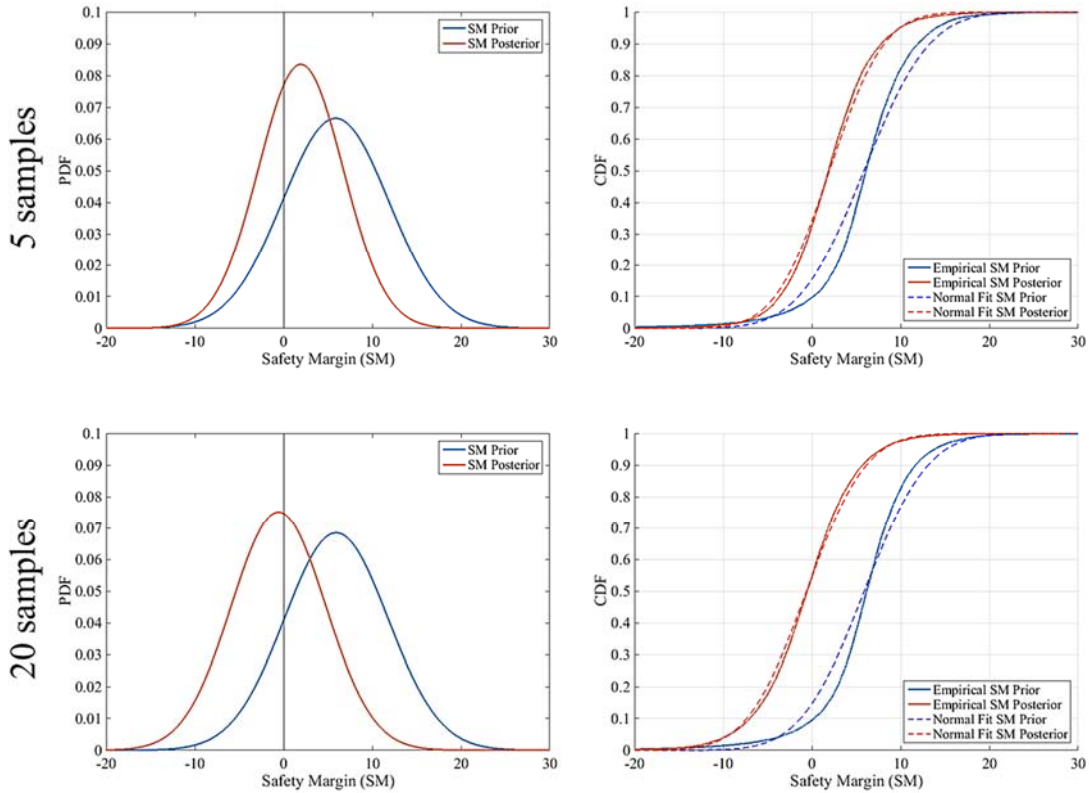 5 samples
0.1
0.09
0.08
0.07
0.06
0.05
0.04
0.03
0.02
0.01
0
PDF
SM Prior
SM Posterior
-20 -10 0 10 20 30
Safety Margin (SM)
1
0.9
0.8
0.7
0.6
0.5
0.4
0.3
0.2
0.1
0
CDF
Empirical SM Prior
Empirical SM Posterior
Normal Fit SM Prior
Normal Fit SM Posterior
-20 -10 0 10 20 30
Safety Margin (SM)
20 samples
0.1
0.09
0.08
0.07
0.06
0.05
0.04
0.03
0.02
0.01
0
PDF
SM Prior
SM Posterior
-20 -10 0 10 20 30
Safety Margin (SM)
1
0.9
0.8
0.7
0.6
0.5
0.4
0.3
0.2
0.1
0
CDF
Empirical SM Prior
Empirical SM Posterior
Normal Fit SM Prior
Normal Fit SM Posterior
-20 -10 0 10 20 30
Safety Margin (SM)